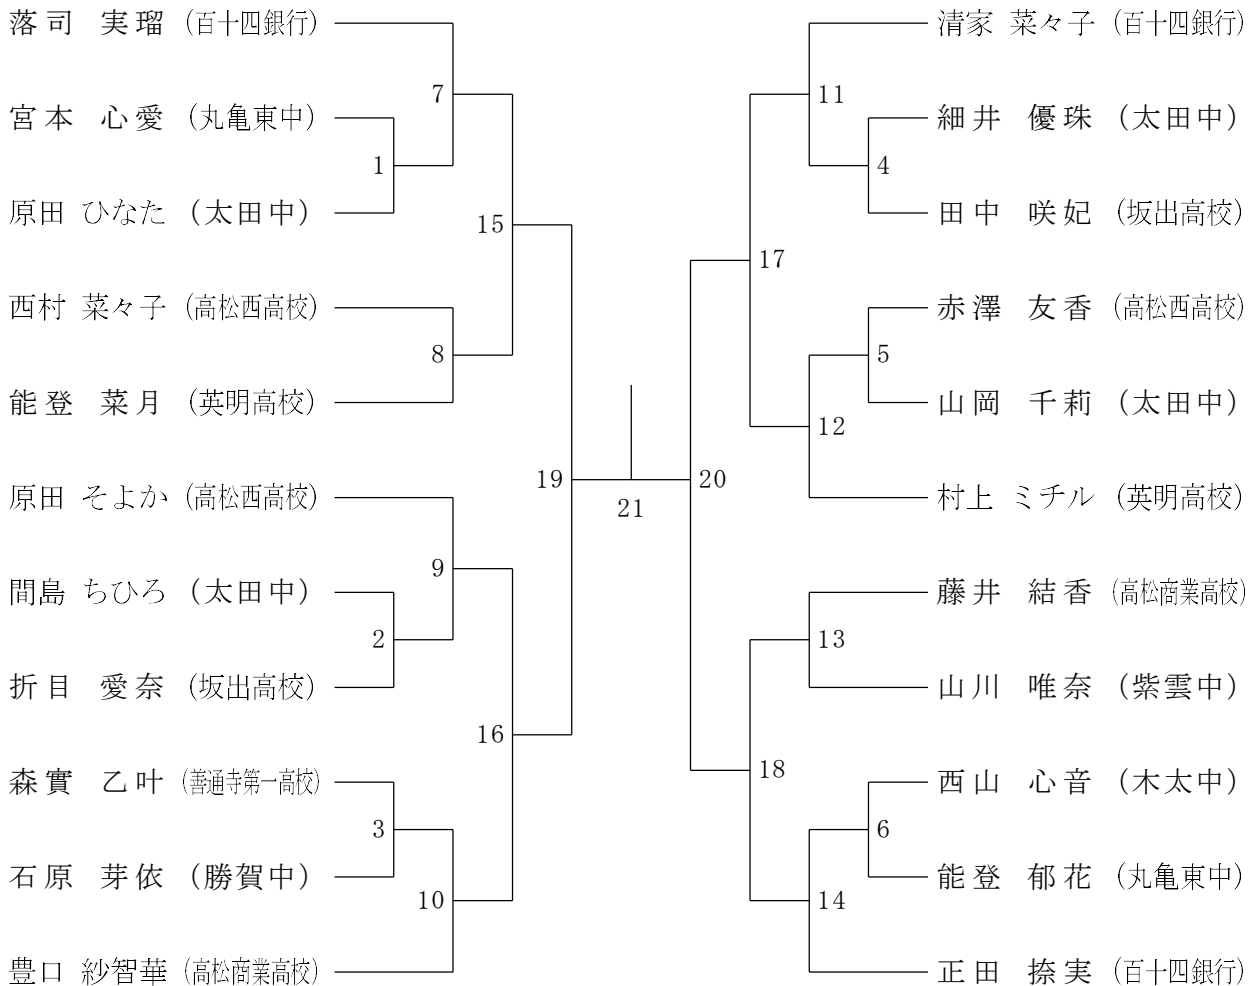 落司 実瑠 (百十四銀行)
7
宮本 心愛 (丸亀東中)
1
原田 ひなた (太田中)
15
西村 菜々子 (高松西高校)
8
能登 菜月 (英明高校)
19
原田 そよか (高松西高校)
9
間島 ちひろ (太田中)
2
折目 愛奈 (坂出高校)
16
森實 乙叶 (善通寺第一高校)
3
石原 芽依 (勝賀中)
10
豊口 紗智華 (高松商業高校)
21
清家 菜々子 (百十四銀行)
11
細井 優珠 (太田中)
4
田中 咲妃 (坂出高校)
17
赤澤 友香 (高松西高校)
5
山岡 千莉 (太田中)
12
村上 ミチル (英明高校)
20
藤井 結香 (高松商業高校)
13
山川 唯奈 (紫雲中)
18
西山 心音 (木太中)
6
能登 郁花 (丸亀東中)
14
正田 捺実 (百十四銀行)